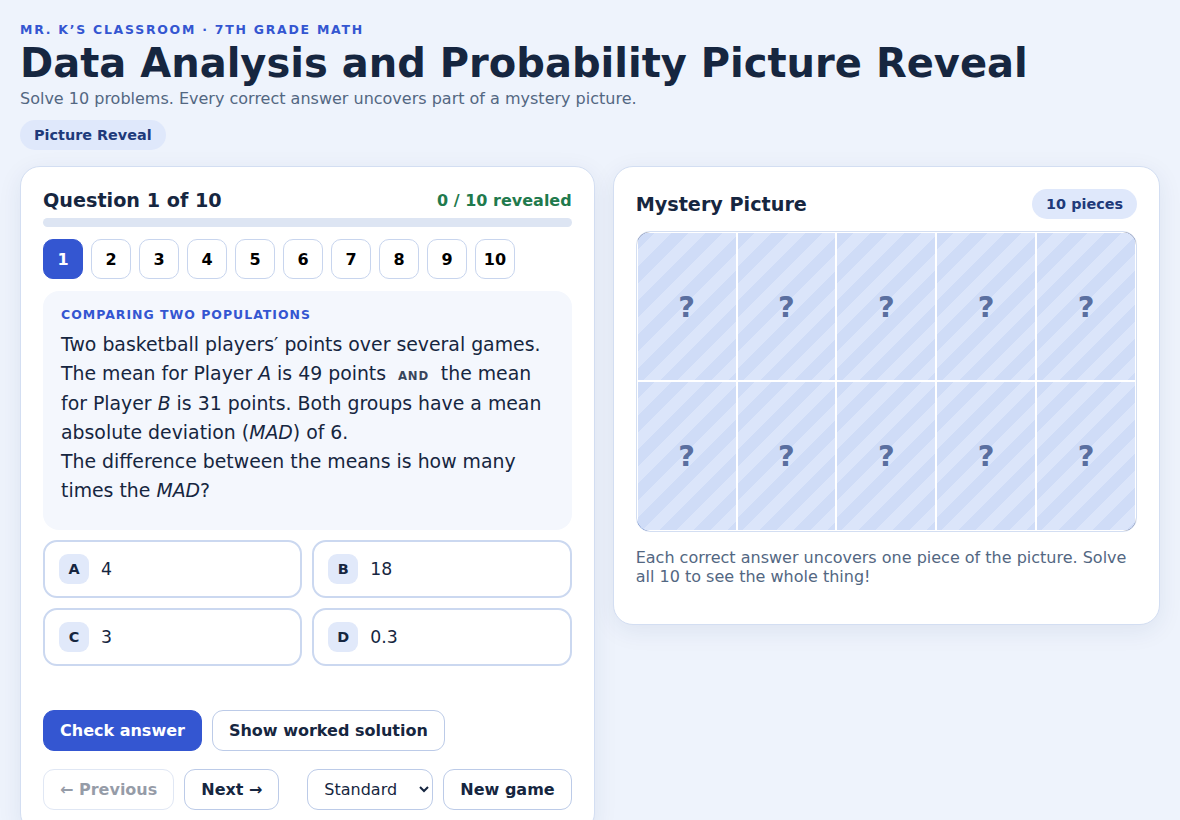 MR. K’S CLASSROOM · 7TH GRADE MATH
Data Analysis and Probability Picture Reveal
Solve 10 problems. Every correct answer uncovers part of a mystery picture.
Picture Reveal
Question 1 of 10
0 / 10 revealed
1 2 3 4 5 6 7 8 9 10
COMPARING TWO POPULATIONS
Two basketball players′ points over several games.
The mean for Player A is 49 points AND the mean
for Player B is 31 points. Both groups have a mean
absolute deviation (MAD) of 6.
The difference between the means is how many
times the MAD?
A 4
B 18
C 3
D 0.3
Check answer
Show worked solution
← Previous
Next →
Standard
New game
Mystery Picture
10 pieces
? ? ? ? ?
? ? ? ? ?
Each correct answer uncovers one piece of the picture. Solve
all 10 to see the whole thing!